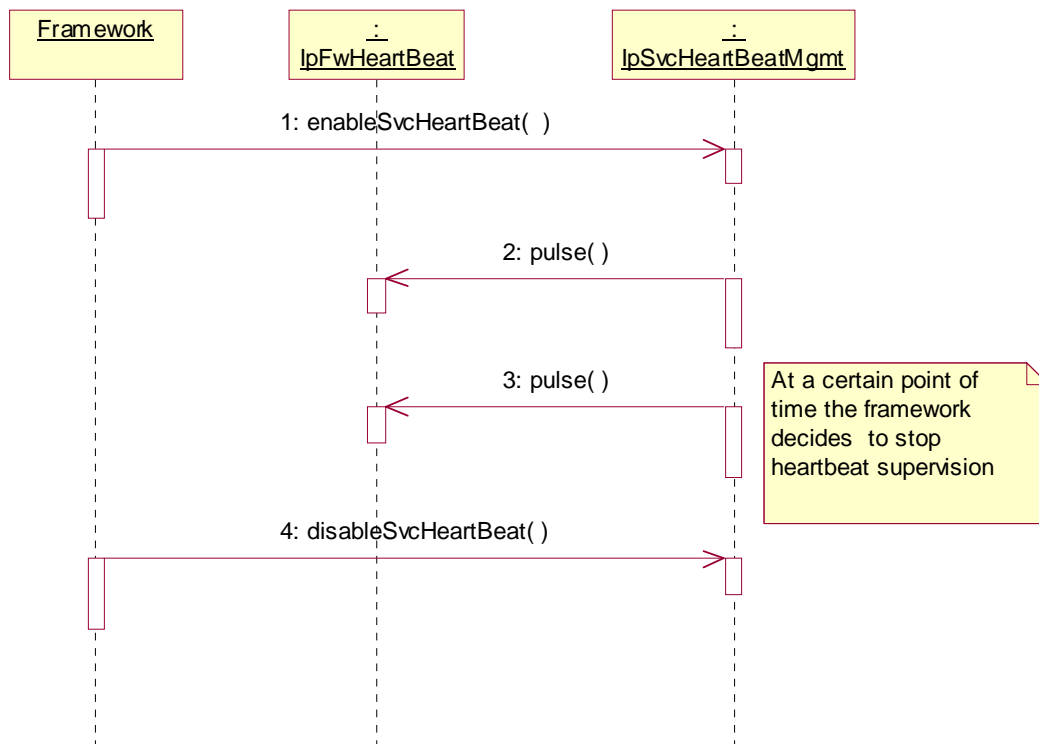 Framework
:
IpFwHeartBeat
:
IpSvcHeartBeatMgmt
1: enableSvcHeartBeat( )
2: pulse( )
3: pulse( )
At a certain point of
time the framework
decides to stop
heartbeat supervision
4: disableSvcHeartBeat( )